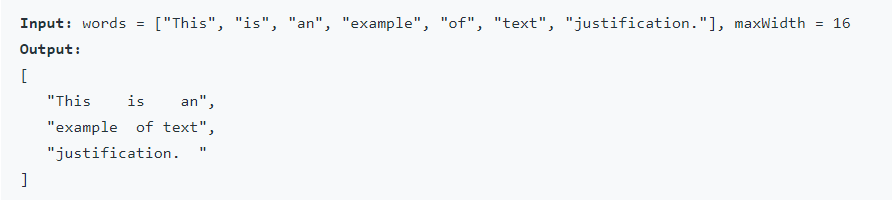 Input: words = ["This", "is", "an", "example", "of", "text", "justification."], maxWidth = 16
Output:
[
   "This    is    an",
   "example  of text",
   "justification.  "
]